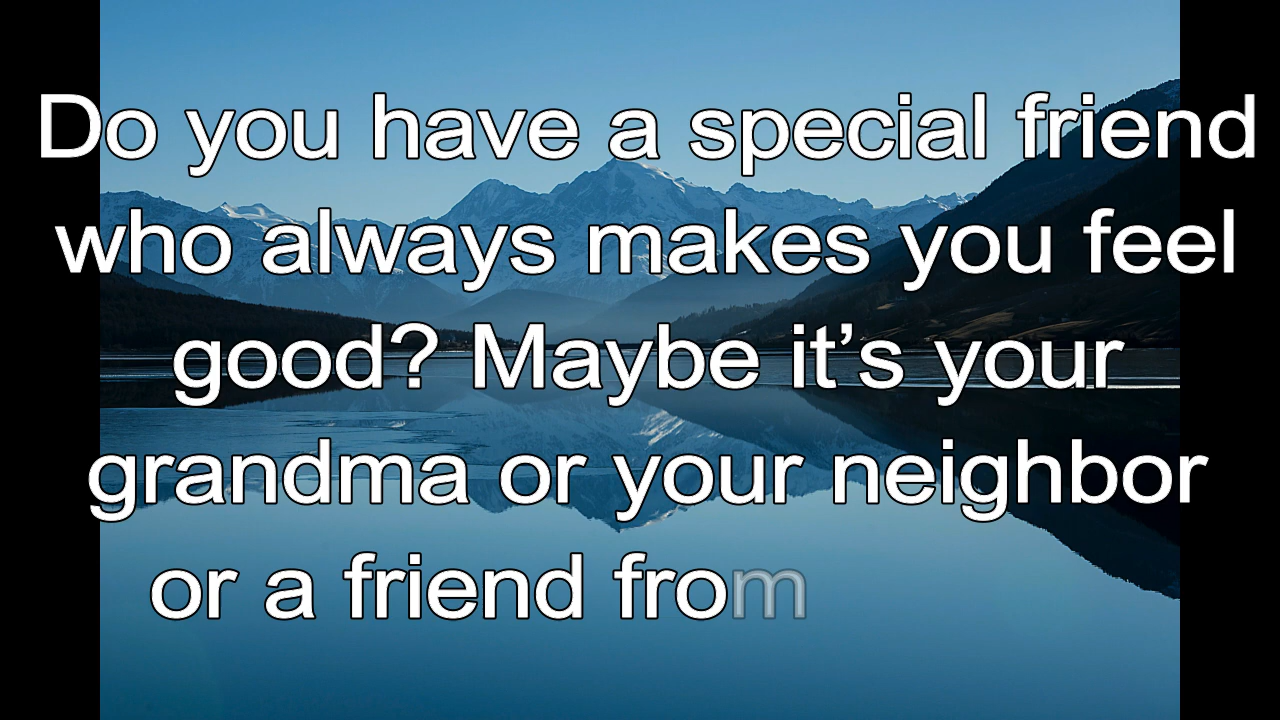 Do you have a special friend
who always makes you feel
good? Maybe it’s your
grandma or your neighbor
or a friend from